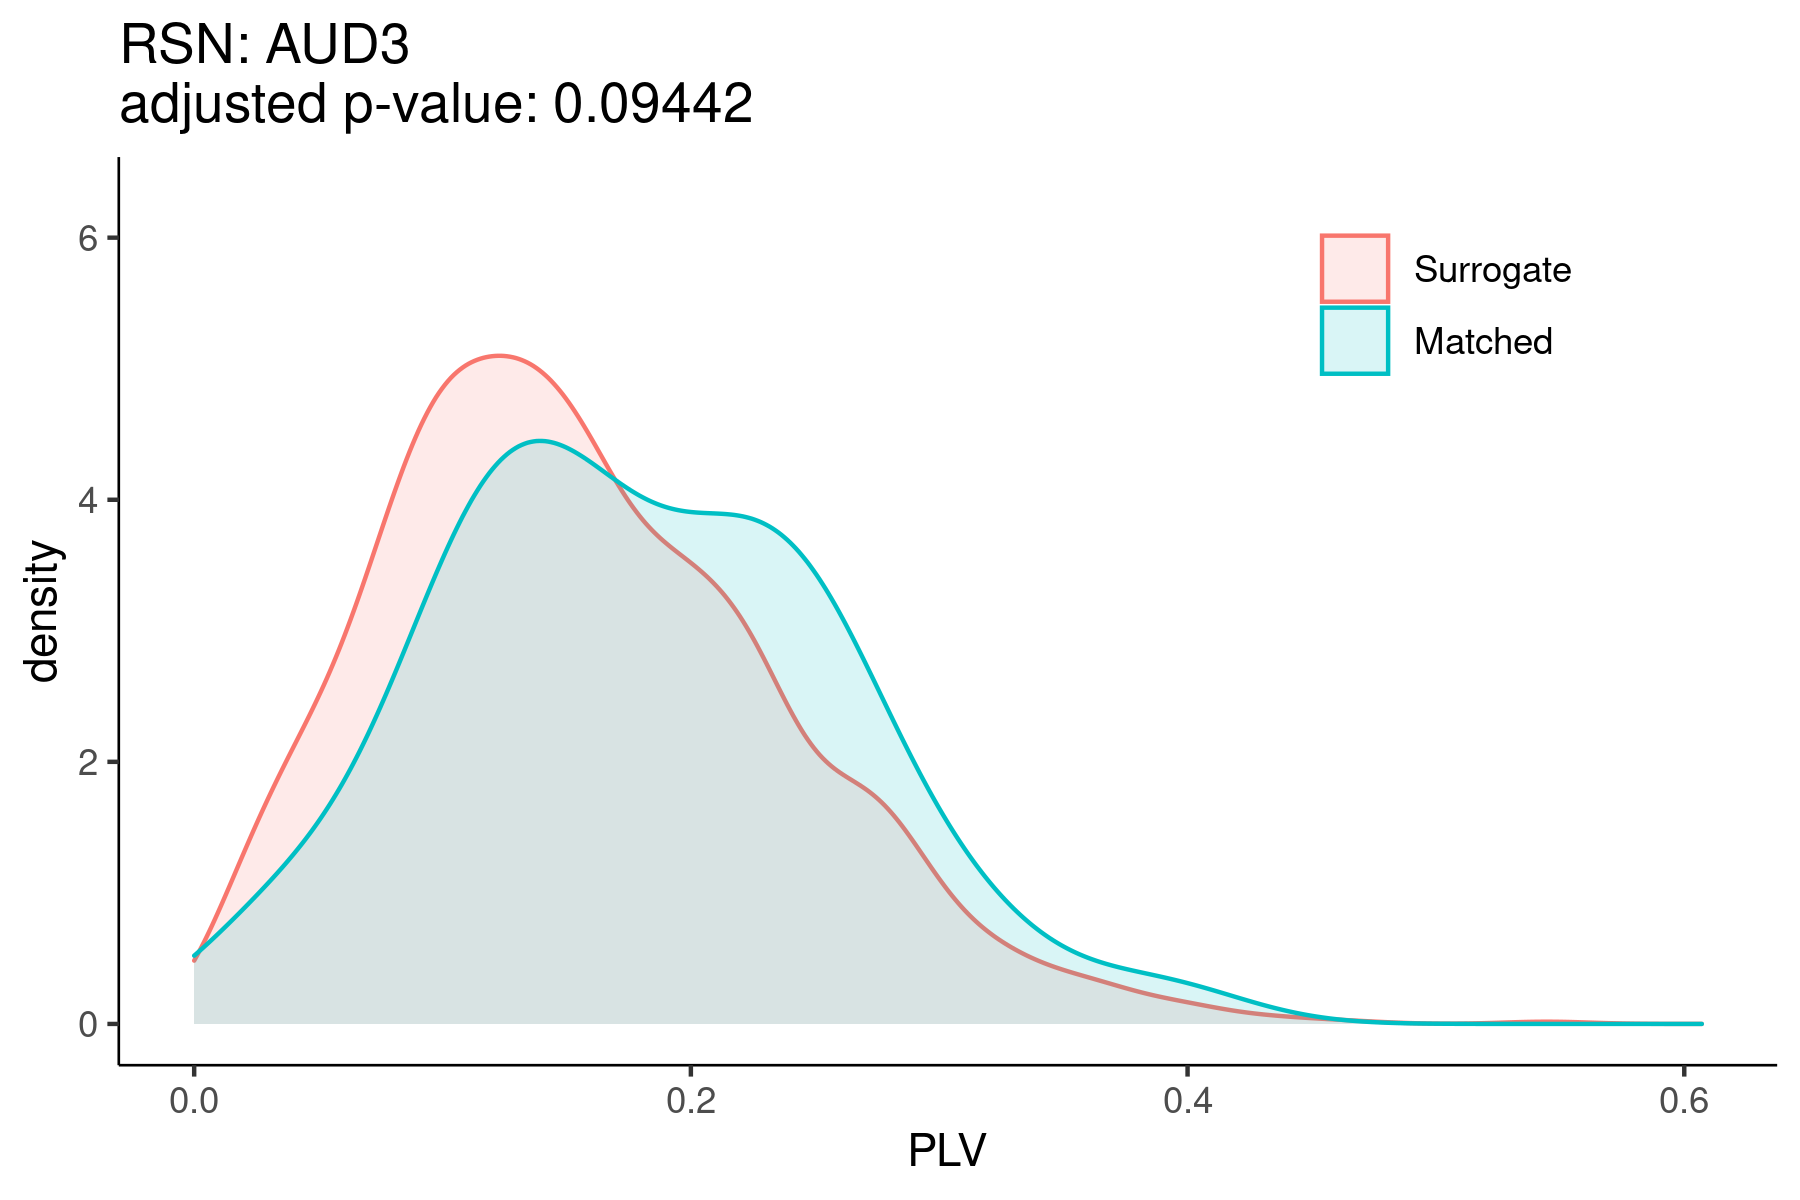 RSN: AUD3
adjusted p-value: 0.09442
6
4
2
0
density
Surrogate
Matched
0.0 0.2 0.4 0.6
PLV